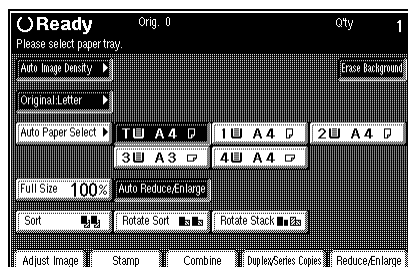 Ready Orig. 0 Q'ty 1
Please select paper tray.
Auto Image Density Erase Background
Original:Letter
Auto Paper Select T A4 1 A4 2 A4
3 A3 4 A4
Full Size 100% Auto Reduce/Enlarge
Sort Rotate Sort Rotate Stack
Adjust Image Stamp Combine Duplex/Series Copies Reduce/Enlarge